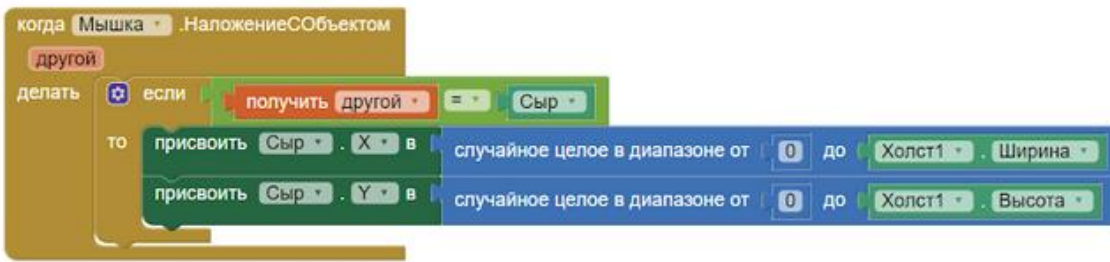 когда Мышка .НаложениеСОбъектом
другой
делать если получить другой = Сыр
то присвоить Сыр . X в случайное целое в диапазоне от 0 до Холст1 . Ширина
присвоить Сыр . Y в случайное целое в диапазоне от 0 до Холст1 . Высота